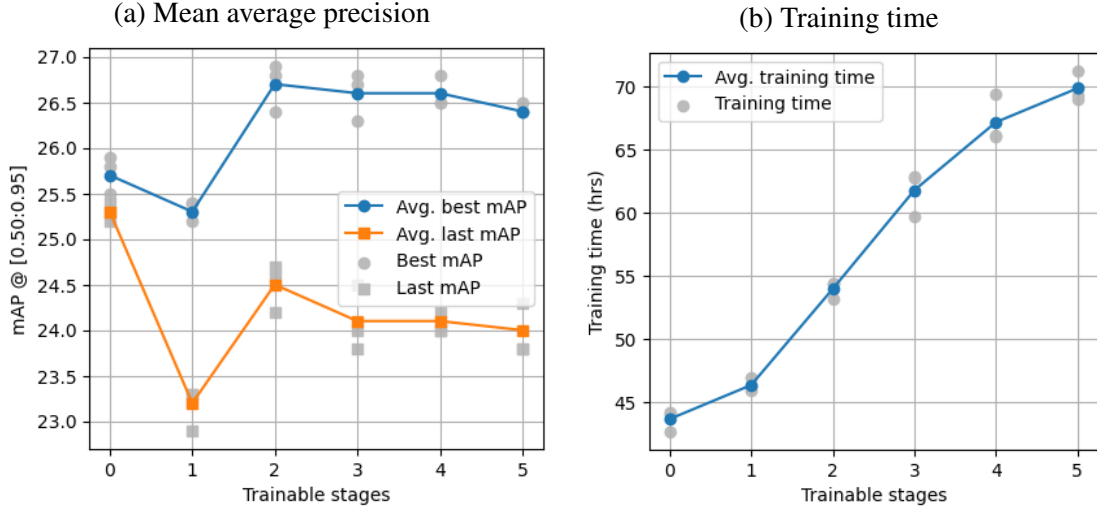 (a) Mean average precision
27.0
26.5
26.0
25.5
25.0
24.5
24.0
23.5
23.0
mAP @ [0.50:0.95]
Avg. best mAP
Avg. last mAP
Best mAP
Last mAP
0 1 2 3 4 5
Trainable stages
(b) Training time
70
65
60
55
50
45
Training time (hrs)
Avg. training time
Training time
0 1 2 3 4 5
Trainable stages